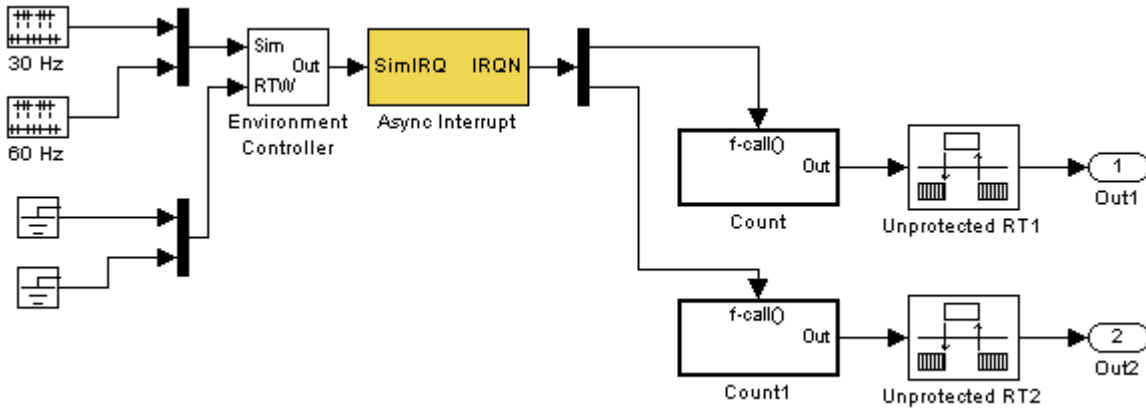 30 Hz
60 Hz
Sim
Out
RTW
Environment
Controller
SimIRQ IRQN
Async Interrupt
f-call()
Out
Count
Unprotected RT1
1
Out1
f-call()
Out
Count1
Unprotected RT2
2
Out2